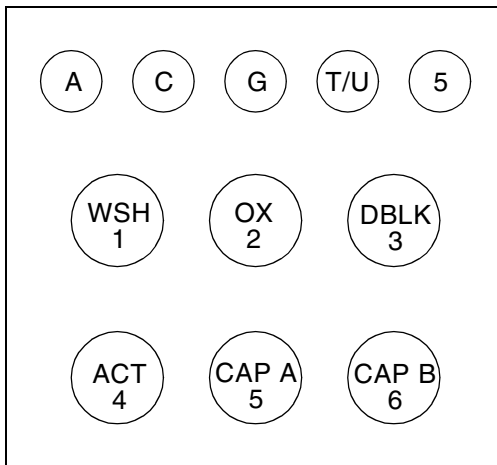 A C G T/U 5
WSH OX DBLK
1 2 3
ACT CAP A CAP B
4 5 6